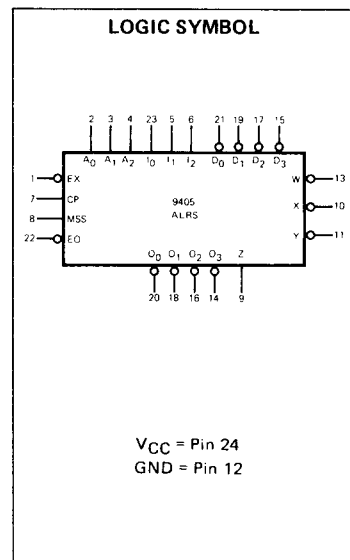 LOGIC SYMBOL
2 3 4 23 5 6 21 19 17 15
A0 A1 A2 I0 I1 I2 D0 D1 D2 D3
1 EX W 13
7 CP 9405
8 MSS ALRS X 10
22 EO Y 11
O0 O1 O2 O3 Z
20 18 16 14 9
VCC = Pin 24
GND = Pin 12